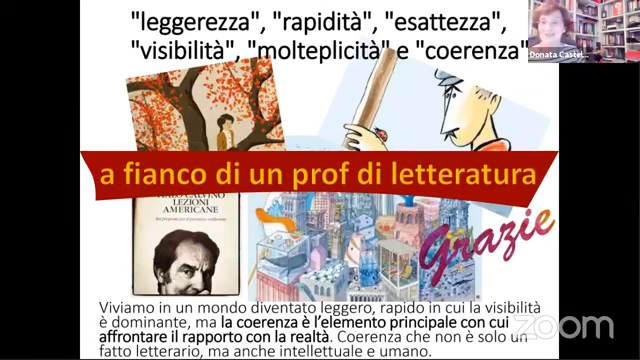 "leggerezza", "rapidità", "esattezza",
"visibilità", "molteplicità" e "coerenza"
Donata Castel...
a fianco di un prof di letteratura
ITALO CALVINO
LEZIONI
AMERICANE
Grazie
Viviamo in un mondo diventato leggero, rapido in cui la visibilità
è dominante, ma la coerenza è l'elemento principale con cui
affrontare il rapporto con la realtà. Coerenza che non è solo un
fatto letterario, ma anche intellettuale e umano.
zoom